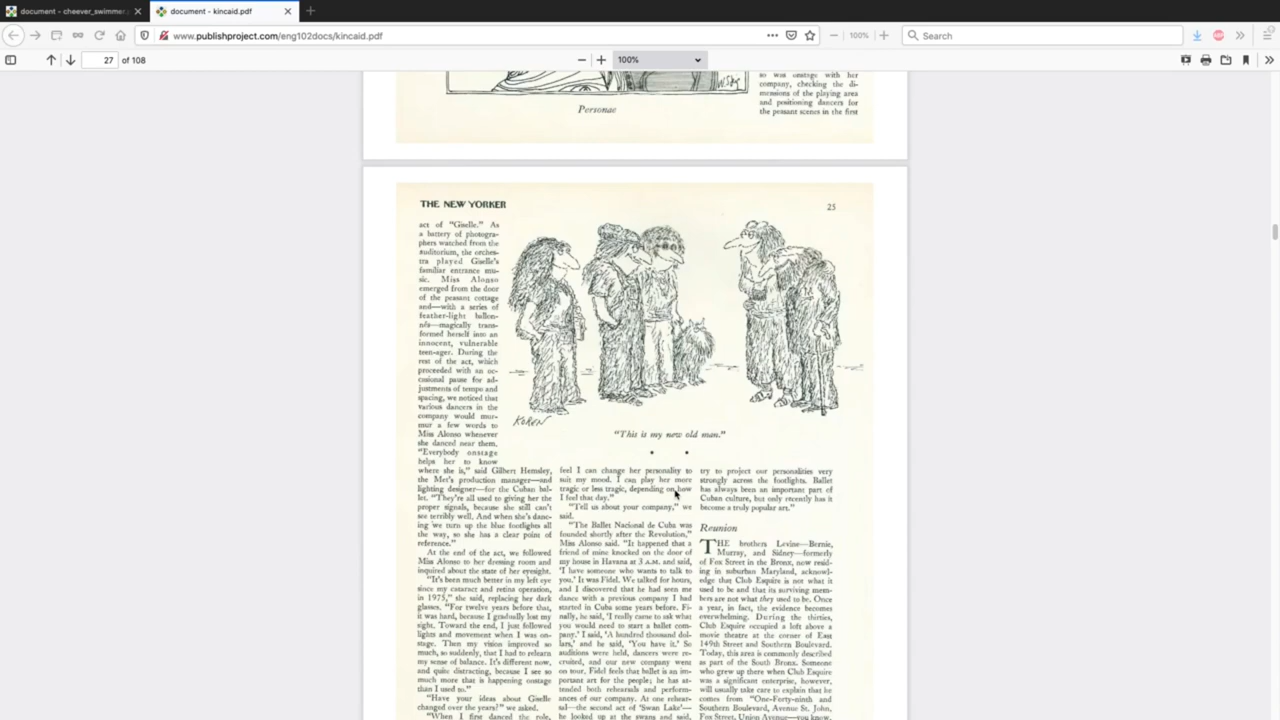 document - cheever_swimmer.
document - kincaid.pdf
www.publishproject.com/eng102docs/kincaid.pdf
100%
Search
27 of 108
100%
WSky
so was onstage with her
company, checking the di-
mensions of the playing area
and positioning dancers for
the peasant scenes in the first
Personae
THE NEW YORKER
25
act of "Giselle." As
a battery of photogra-
phers watched from the
auditorium, the orches-
tra played Giselle's
familiar entrance mu-
sic. Miss Alonso
emerged from the door
of the peasant cottage
and—with a series of
feather-light ballon-
nés—magically trans-
formed herself into an
innocent, vulnerable
teen-ager. During the
rest of the act, which
proceeded with an oc-
casional pause for ad-
justments of tempo and
spacing, we noticed that
various dancers in the
company would mur-
mur a few words to
Miss Alonso whenever
she danced near them.
"Everybody onstage
helps her to know
where she is," said Gilbert Hemsley,
the Met's production manager—and
lighting designer—for the Cuban bal-
let. "They're all used to giving her the
proper signals, because she still can't
see terribly well. And when she's danc-
ing we turn up the blue footlights all
the way, so she has a clear point of
reference."
At the end of the act, we followed
Miss Alonso to her dressing room and
inquired about the state of her eyesight.
"It's been much better in my left eye
since my cataract and retina operation,
in 1975," she said, replacing her dark
glasses. "For twelve years before that,
it was hard, because I gradually lost my
sight. Toward the end, I just followed
lights and movement when I was on-
stage. Then my vision improved so
much, so suddenly, that I had to relearn
my sense of balance. It's different now,
and quite distracting, because I see so
much more that is happening onstage
than I used to."
"Have your ideas about Giselle
changed over the years?" we asked.
"When I first danced the role,
KOREN
"This is my new old man."
feel I can change her personality to
suit my mood. I can play her more
tragic or less tragic, depending on how
I feel that day."
"Tell us about your company," we
said.
"The Ballet Nacional de Cuba was
founded shortly after the Revolution,"
Miss Alonso said. "It happened that a
friend of mine knocked on the door of
my house in Havana at 3 A.M. and said,
'I have someone who wants to talk to
you.' It was Fidel. We talked for hours,
and I discovered that he had seen me
dance with a previous company I had
started in Cuba some years before. Fi-
nally, he said, 'I really came to ask what
you would need to start a ballet com-
pany.' I said, 'A hundred thousand dol-
lars,' and he said, 'You have it.' So
auditions were held, dancers were re-
cruited, and our new company went
on tour. Fidel feels that ballet is an im-
portant art for the people; he has at-
tended both rehearsals and perform-
ances of our company. At one rehear-
sal—the second act of 'Swan Lake'—
he looked up at the swans and said,
try to project our personalities very
strongly across the footlights. Ballet
has always been an important part of
Cuban culture, but only recently has it
become a truly popular art."
Reunion
THE brothers Levine—Bernie,
Murray, and Sidney—formerly
of Fox Street in the Bronx, now resid-
ing in suburban Maryland, acknowl-
edge that Club Esquire is not what it
used to be and that its surviving mem-
bers are not what they used to be. Once
a year, in fact, the evidence becomes
overwhelming. During the thirties,
Club Esquire occupied a loft above a
movie theatre at the corner of East
149th Street and Southern Boulevard.
Today, this area is commonly described
as part of the South Bronx. Someone
who grew up there when Club Esquire
was a significant enterprise, however,
will usually take care to explain that he
comes from "One-Forty-ninth and
Southern Boulevard, Avenue St. John,
Fox Street, Union Avenue—you know,